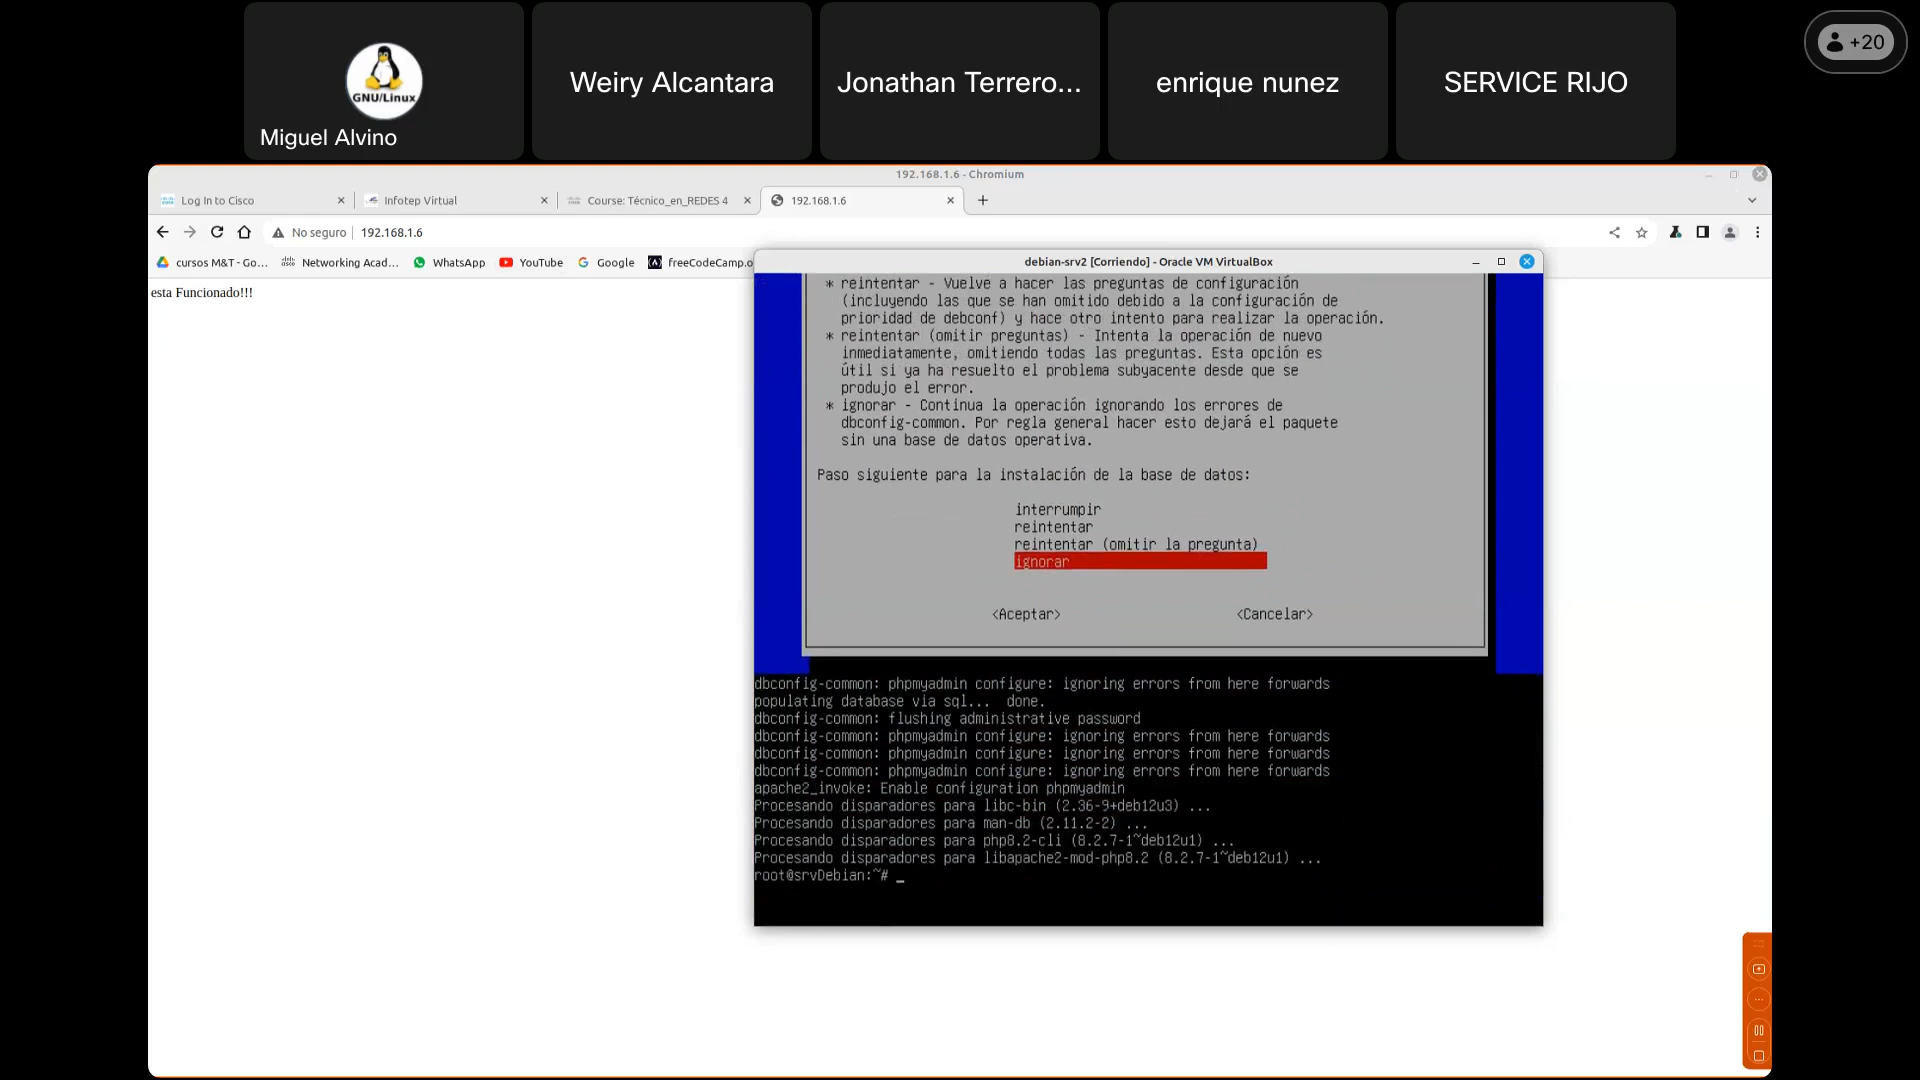 GNU/Linux
Miguel Alvino
Weiry Alcantara
Jonathan Terrero...
enrique nunez
SERVICE RIJO
+20
192.168.1.6 - Chromium
Log In to Cisco
Infotep Virtual
Course: Técnico_en_REDES 4
192.168.1.6
No seguro
192.168.1.6
cursos M&T - Go...
Networking Acad...
WhatsApp
YouTube
Google
freeCodeCamp.o
esta Funcionado!!!
debian-srv2 [Corriendo] - Oracle VM VirtualBox
* reintentar - Vuelve a hacer las preguntas de configuración
(incluyendo las que se han omitido debido a la configuración de
prioridad de debconf) y hace otro intento para realizar la operación.
* reintentar (omitir preguntas) - Intenta la operación de nuevo
inmediatamente, omitiendo todas las preguntas. Esta opción es
útil si ya ha resuelto el problema subyacente desde que se
produjo el error.
* ignorar - Continua la operación ignorando los errores de
dbconfig-common. Por regla general hacer esto dejará el paquete
sin una base de datos operativa.
Paso siguiente para la instalación de la base de datos:
interrumpir
reintentar
reintentar (omitir la pregunta)
ignorar
<Aceptar>
<Cancelar>
dbconfig-common: phpmyadmin configure: ignoring errors from here forwards
populating database via sql...  done.
dbconfig-common: flushing administrative password
dbconfig-common: phpmyadmin configure: ignoring errors from here forwards
dbconfig-common: phpmyadmin configure: ignoring errors from here forwards
dbconfig-common: phpmyadmin configure: ignoring errors from here forwards
apache2_invoke: Enable configuration phpmyadmin
Procesando disparadores para libc-bin (2.36-9+deb12u3) ...
Procesando disparadores para man-db (2.11.2-2) ...
Procesando disparadores para php8.2-cli (8.2.7-1~deb12u1) ...
Procesando disparadores para libapache2-mod-php8.2 (8.2.7-1~deb12u1) ...
root@srvDebian:~# _